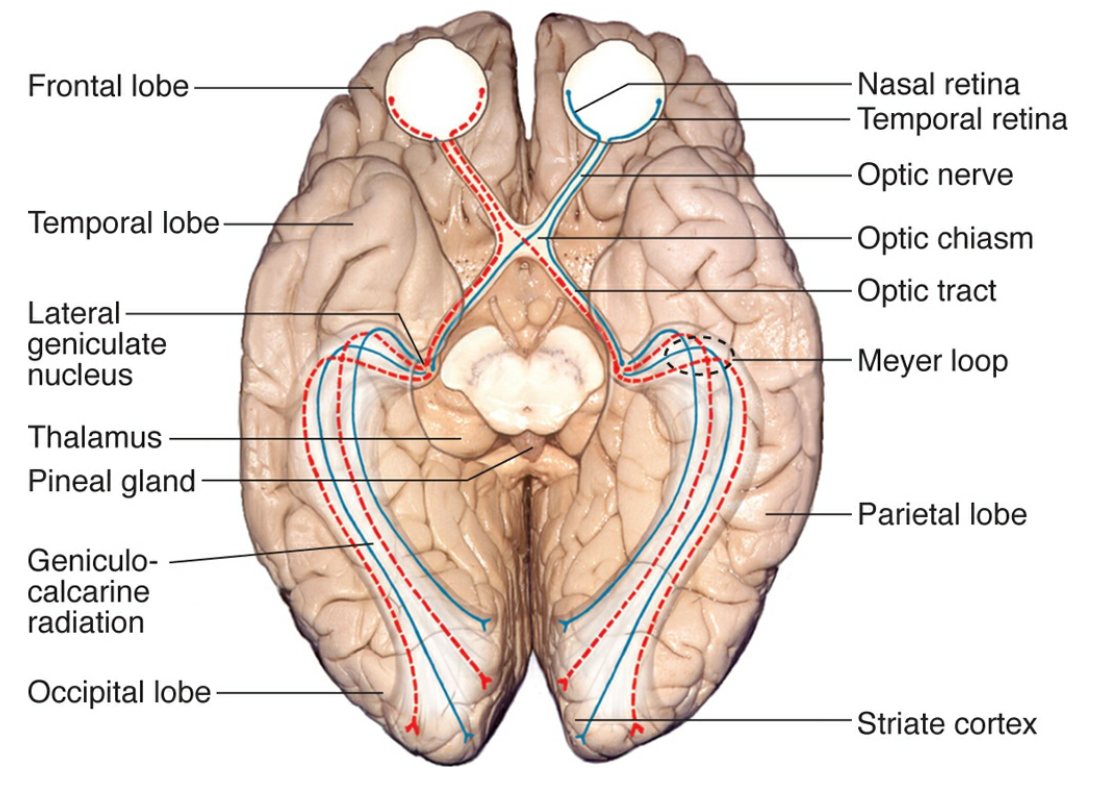 Frontal lobe
Temporal lobe
Lateral
geniculate
nucleus
Thalamus
Pineal gland
Geniculo-
calcarine
radiation
Occipital lobe
Nasal retina
Temporal retina
Optic nerve
Optic chiasm
Optic tract
Meyer loop
Parietal lobe
Striate cortex